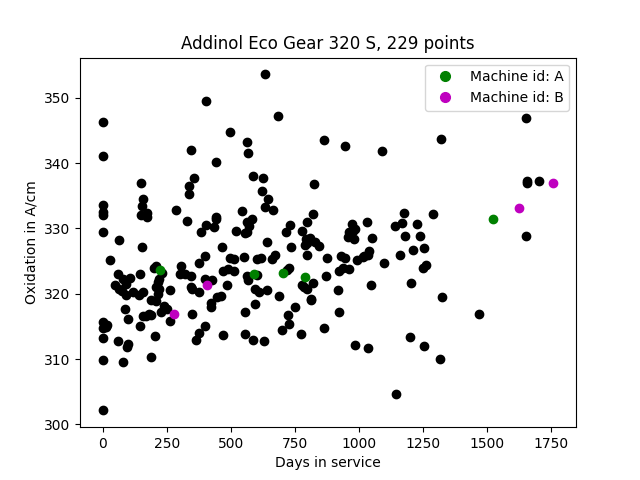 Addinol Eco Gear 320 S, 229 points
Machine id: A
Machine id: B
350
340
330
320
310
300
Oxidation in A/cm
0 250 500 750 1000 1250 1500 1750
Days in service